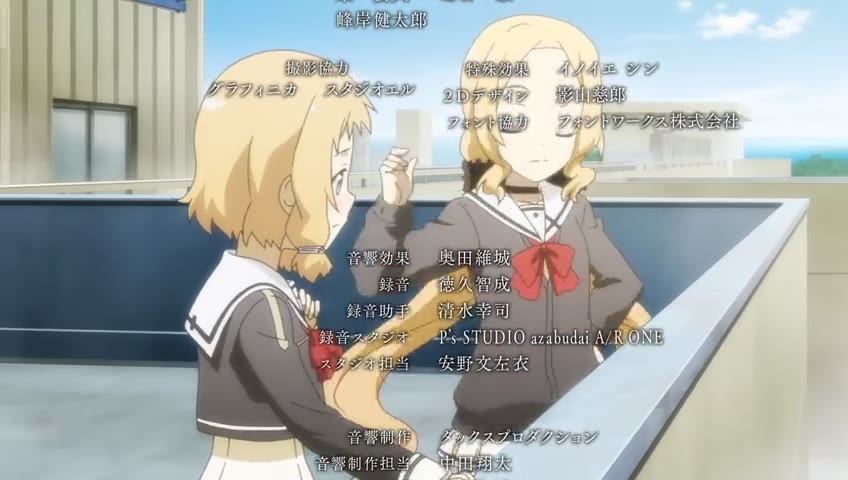 峰岸健太郎
撮影協力
グラフィニカ スタジオエル
特殊効果 イノイエ シン
2Dデザイン 影山慈郎
フォント協力 フォントワークス株式会社
音響効果 奥田維城
録音 徳久智成
録音助手 清水幸司
録音スタジオ P's STUDIO azabudai A/R ONE
スタジオ担当 安野文左衣
音響制作 ダックスプロダクション
音響制作担当 中田翔太